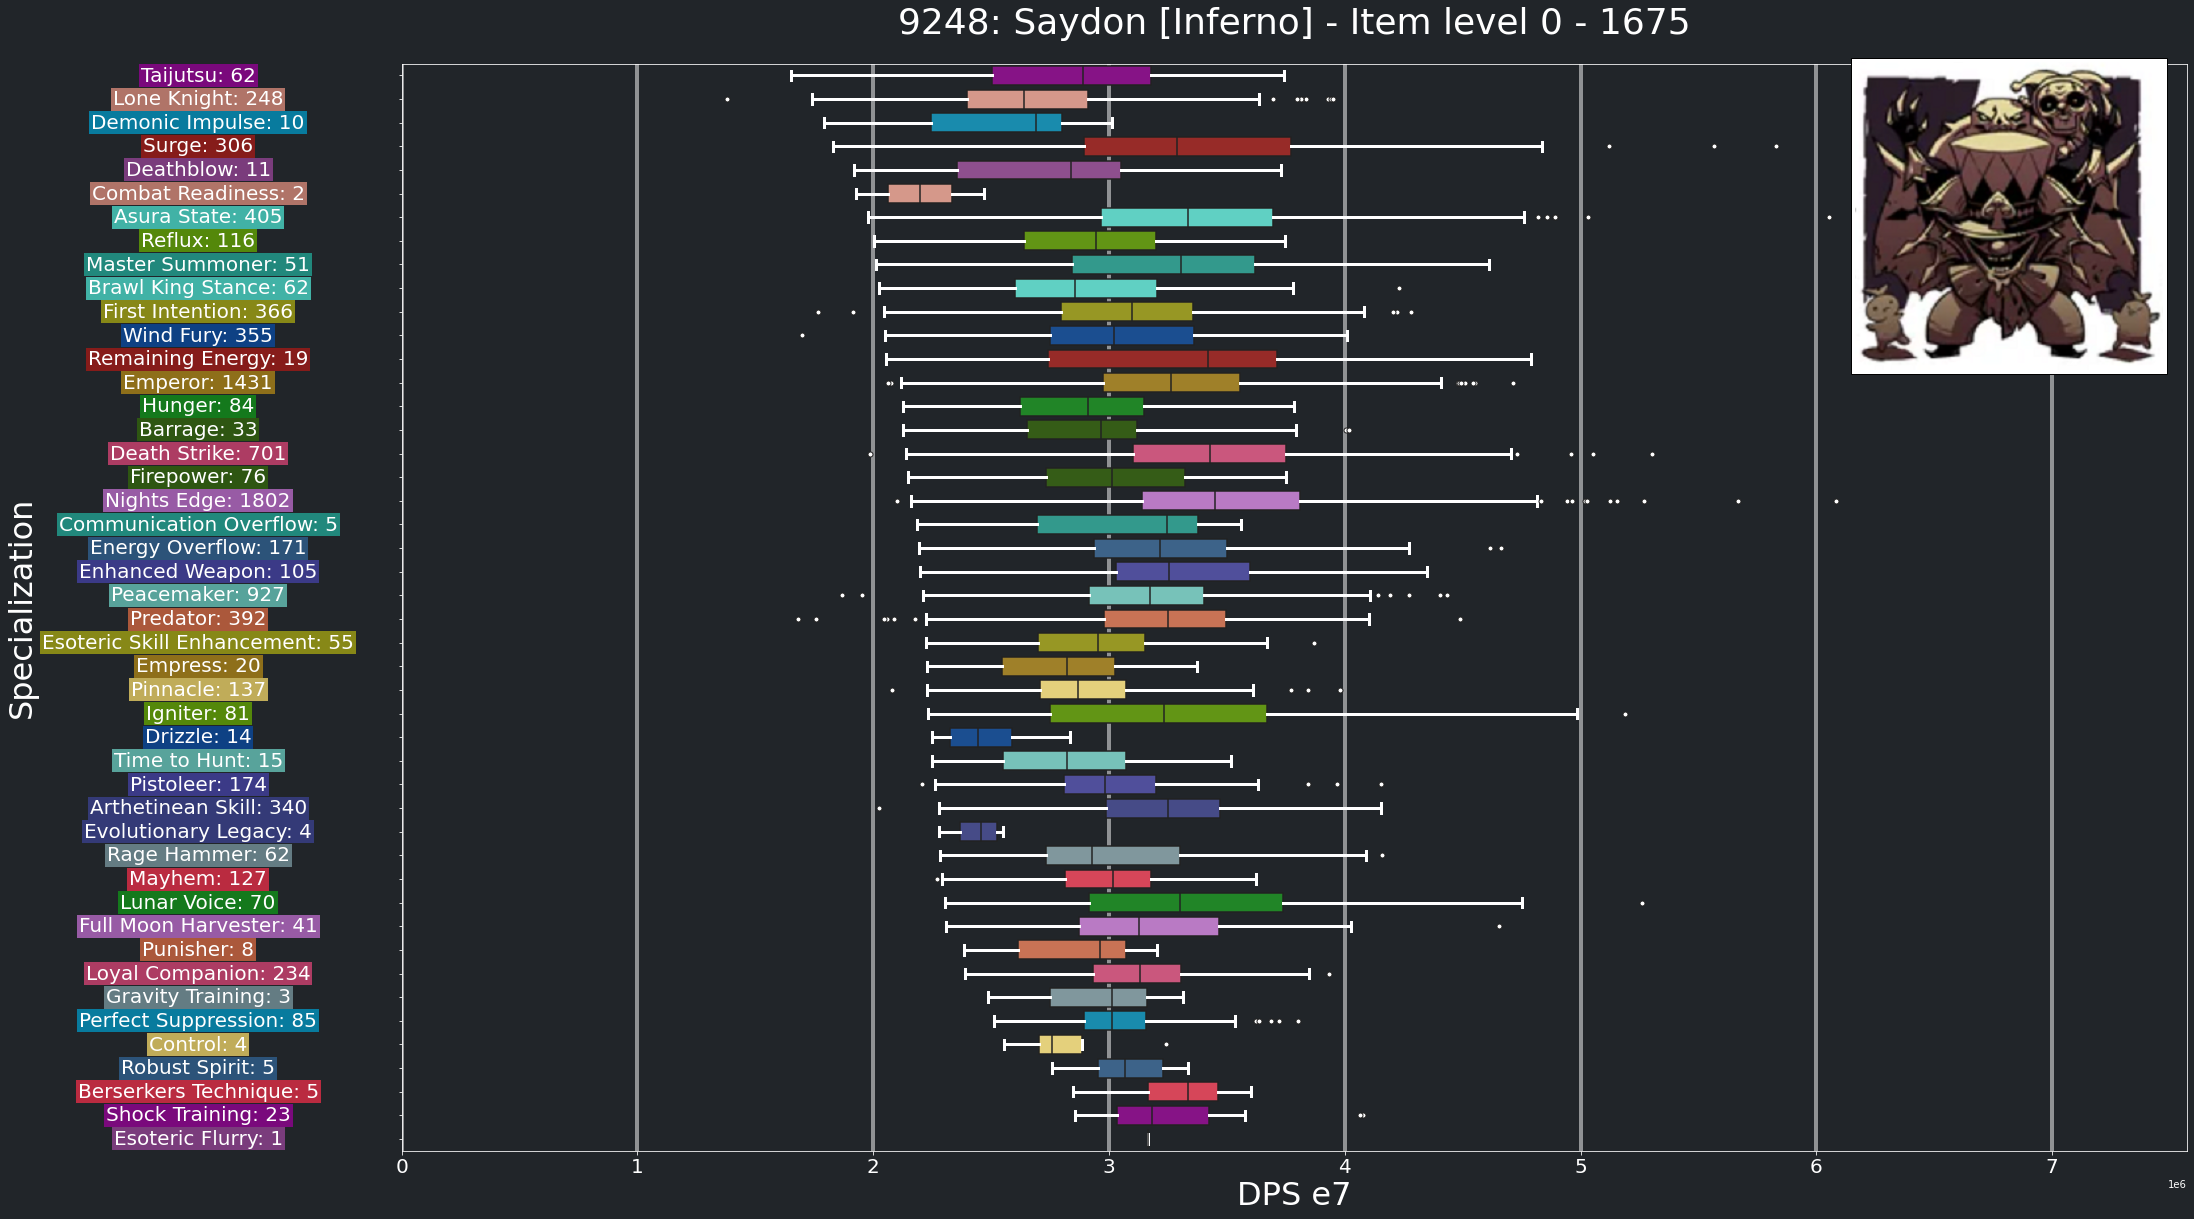 9248: Saydon [Inferno] - Item level 0 - 1675
Specialization
Taijutsu: 62
Lone Knight: 248
Demonic Impulse: 10
Surge: 306
Deathblow: 11
Combat Readiness: 2
Asura State: 405
Reflux: 116
Master Summoner: 51
Brawl King Stance: 62
First Intention: 366
Wind Fury: 355
Remaining Energy: 19
Emperor: 1431
Hunger: 84
Barrage: 33
Death Strike: 701
Firepower: 76
Nights Edge: 1802
Communication Overflow: 5
Energy Overflow: 171
Enhanced Weapon: 105
Peacemaker: 927
Predator: 392
Esoteric Skill Enhancement: 55
Empress: 20
Pinnacle: 137
Igniter: 81
Drizzle: 14
Time to Hunt: 15
Pistoleer: 174
Arthetinean Skill: 340
Evolutionary Legacy: 4
Rage Hammer: 62
Mayhem: 127
Lunar Voice: 70
Full Moon Harvester: 41
Punisher: 8
Loyal Companion: 234
Gravity Training: 3
Perfect Suppression: 85
Control: 4
Robust Spirit: 5
Berserkers Technique: 5
Shock Training: 23
Esoteric Flurry: 1
0 1 2 3 4 5 6 7
1e6
DPS e7